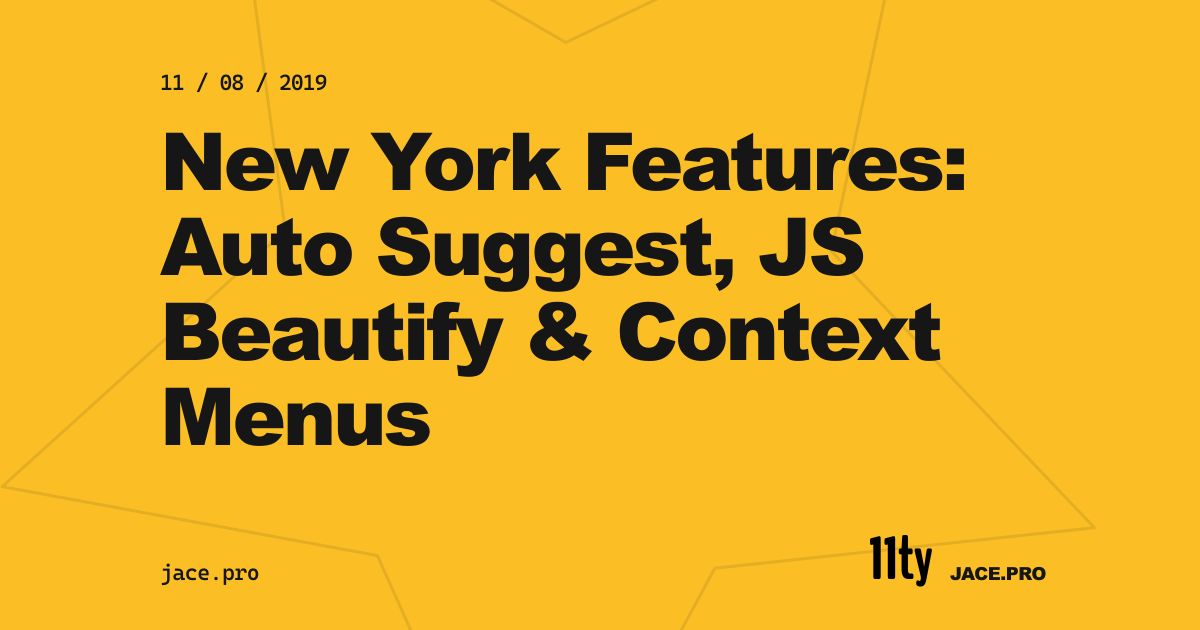 11 / 08 / 2019
New York Features:
Auto Suggest, JS
Beautify & Context
Menus
jace.pro
11ty JACE.PRO